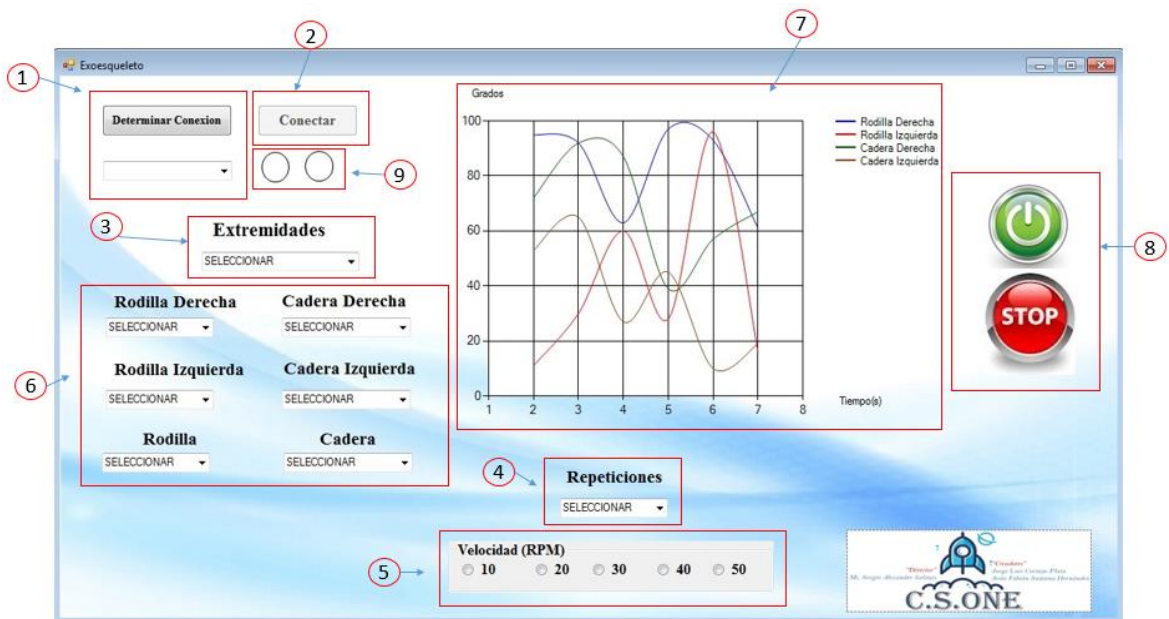 2
7
Exoesqueleto
1
Determinar Conexion
Conectar
9
3
Extremidades
SELECCIONAR
Grados
100
80
60
40
20
0
1 2 3 4 5 6 7 8
Tiempo(s)
Rodilla Derecha
Rodilla Izquierda
Cadera Derecha
Cadera Izquierda
8
STOP
6
Rodilla Derecha
SELECCIONAR
Cadera Derecha
SELECCIONAR
Rodilla Izquierda
SELECCIONAR
Cadera Izquierda
SELECCIONAR
Rodilla
SELECCIONAR
Cadera
SELECCIONAR
4
Repeticiones
SELECCIONAR
5
Velocidad (RPM)
10 20 30 40 50
"Director"
"Creadores"
C.S.ONE